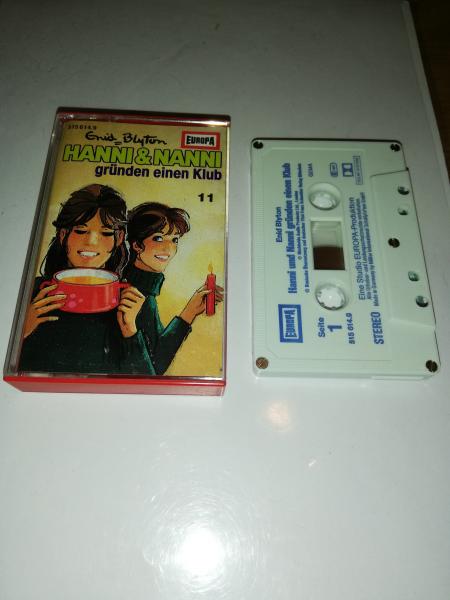 515 614.9
Enid Blyton
EUROPA
HANNI & NANNI
gründen einen Klub
11
Enid Blyton
Hanni und Nanni gründen einen Klub
GEMA
EUROPA
Seite
1
Eine Studio EUROPA-Produktion
515 614.9
STEREO